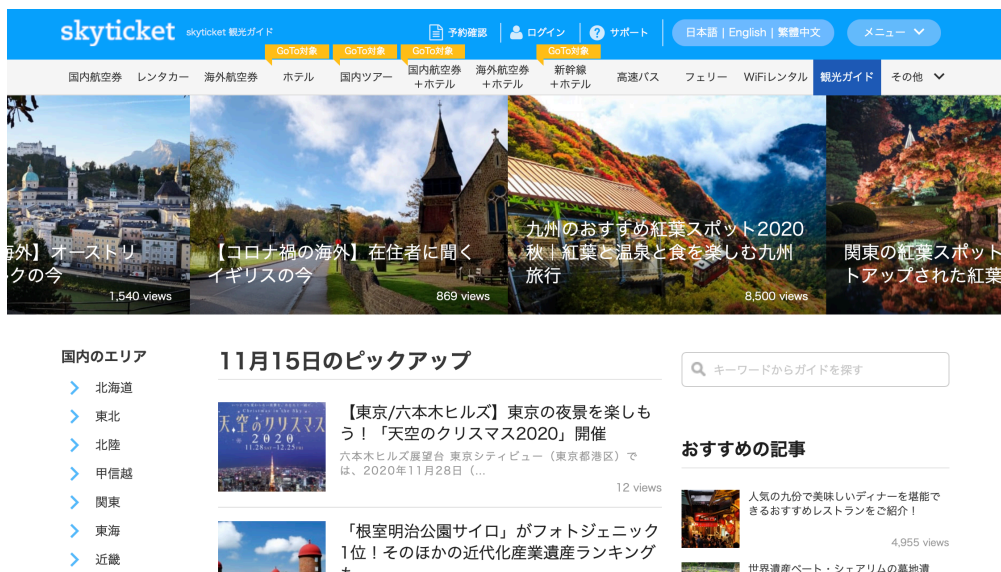 skyticket
skyticket 観光ガイド
予約確認
ログイン
サポート
日本語 | English | 繁體中文
メニュー
GoTo対象
GoTo対象
GoTo対象
GoTo対象
国内航空券
レンタカー
海外航空券
ホテル
国内ツアー
国内航空券
+ホテル
海外航空券
+ホテル
新幹線
+ホテル
高速バス
フェリー
WiFiレンタル
観光ガイド
その他
海外】オーストリ
クの今
1,540 views
【コロナ禍の海外】在住者に聞く
イギリスの今
869 views
九州のおすすめ紅葉スポット2020
秋｜紅葉と温泉と食を楽しむ九州
旅行
8,500 views
関東の紅葉スポット
トアップされた紅葉
国内のエリア
北海道
東北
北陸
甲信越
関東
東海
近畿
11月15日のピックアップ
天空のクリスマス
2020
11.28sat-12.25fri
【東京/六本木ヒルズ】東京の夜景を楽しも
う！「天空のクリスマス2020」開催
六本木ヒルズ展望台 東京シティビュー（東京都港区）で
は、2020年11月28日（...
12 views
「根室明治公園サイロ」がフォトジェニック
1位！そのほかの近代化産業遺産ランキング
キーワードからガイドを探す
おすすめの記事
人気の九份で美味しいディナーを堪能で
きるおすすめレストランをご紹介！
4,955 views
世界遺産ベート・シェアリムの墓地遺